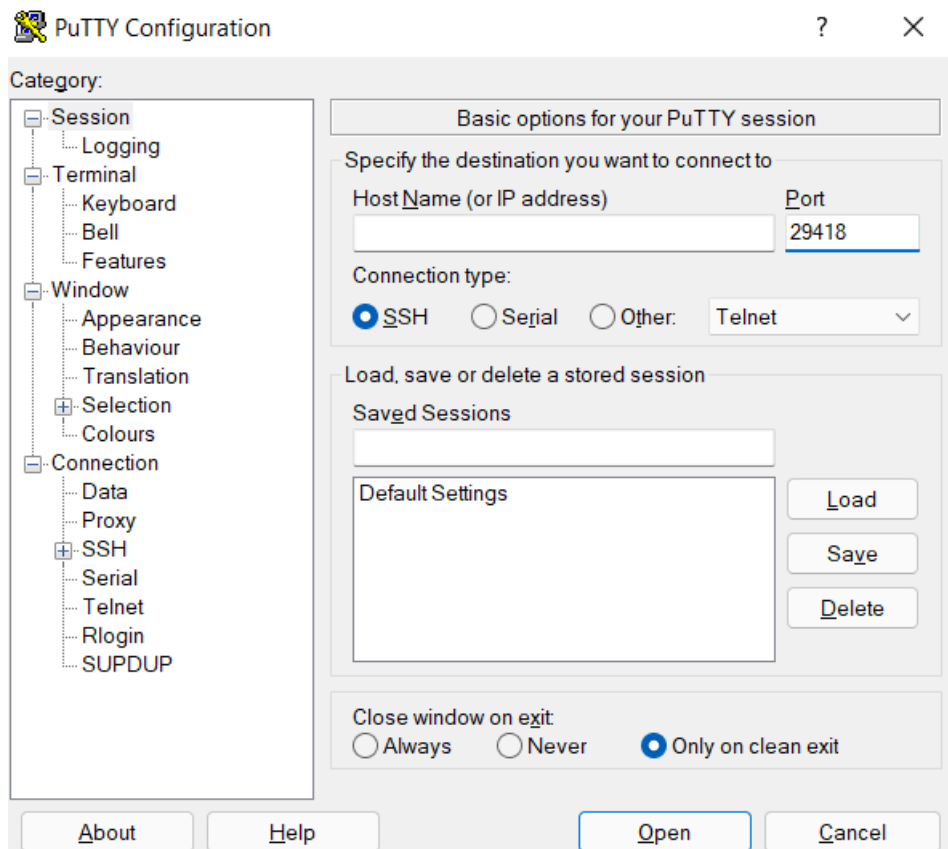 PuTTY Configuration
?
Category:
Session
Logging
Terminal
Keyboard
Bell
Features
Window
Appearance
Behaviour
Translation
Selection
Colours
Connection
Data
Proxy
SSH
Serial
Telnet
Rlogin
SUPDUP
Basic options for your PuTTY session
Specify the destination you want to connect to
Host Name (or IP address) Port
29418
Connection type:
SSH Serial Other: Telnet
Load, save or delete a stored session
Saved Sessions
Default Settings
Load
Save
Delete
Close window on exit:
Always Never Only on clean exit
About Help Open Cancel